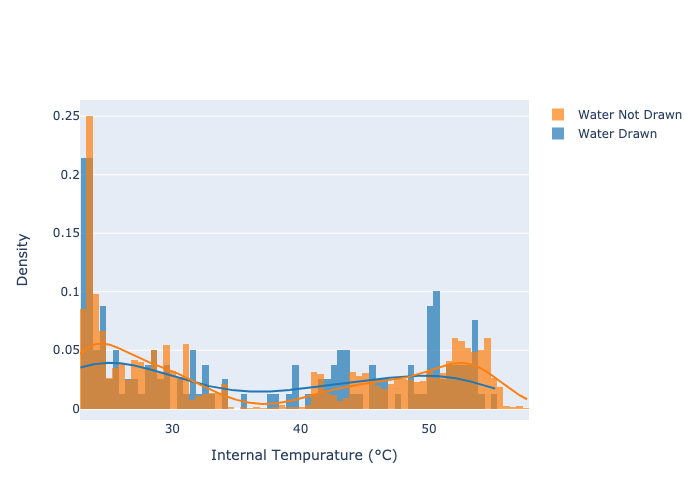 0.25
0.2
0.15
0.1
0.05
0
Density
30
40
50
Internal Tempurature (°C)
Water Not Drawn
Water Drawn